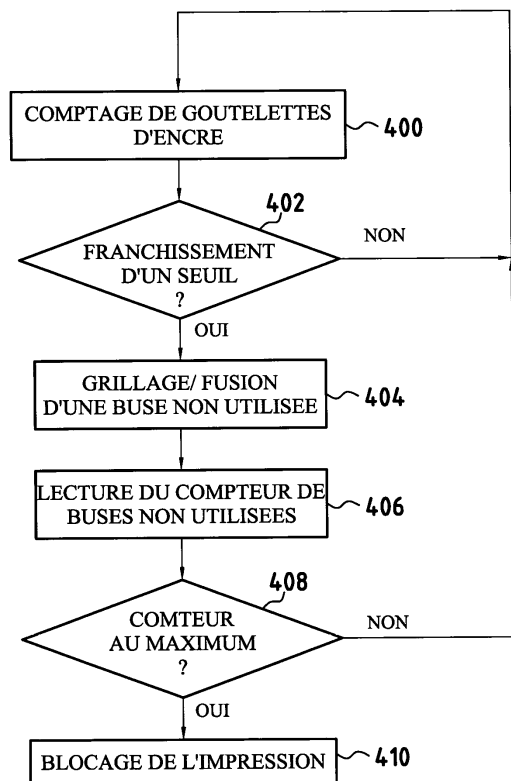 COMPTAGE DE GOUTELETTES
D'ENCRE
400
402
FRANCHISSEMENT
D'UN SEUIL
?
NON
OUI
GRILLAGE/ FUSION
D'UNE BUSE NON UTILISEE
404
LECTURE DU COMPTEUR DE
BUSES NON UTILISEES
406
408
COMTEUR
AU MAXIMUM
?
NON
OUI
BLOCAGE DE L'IMPRESSION
410